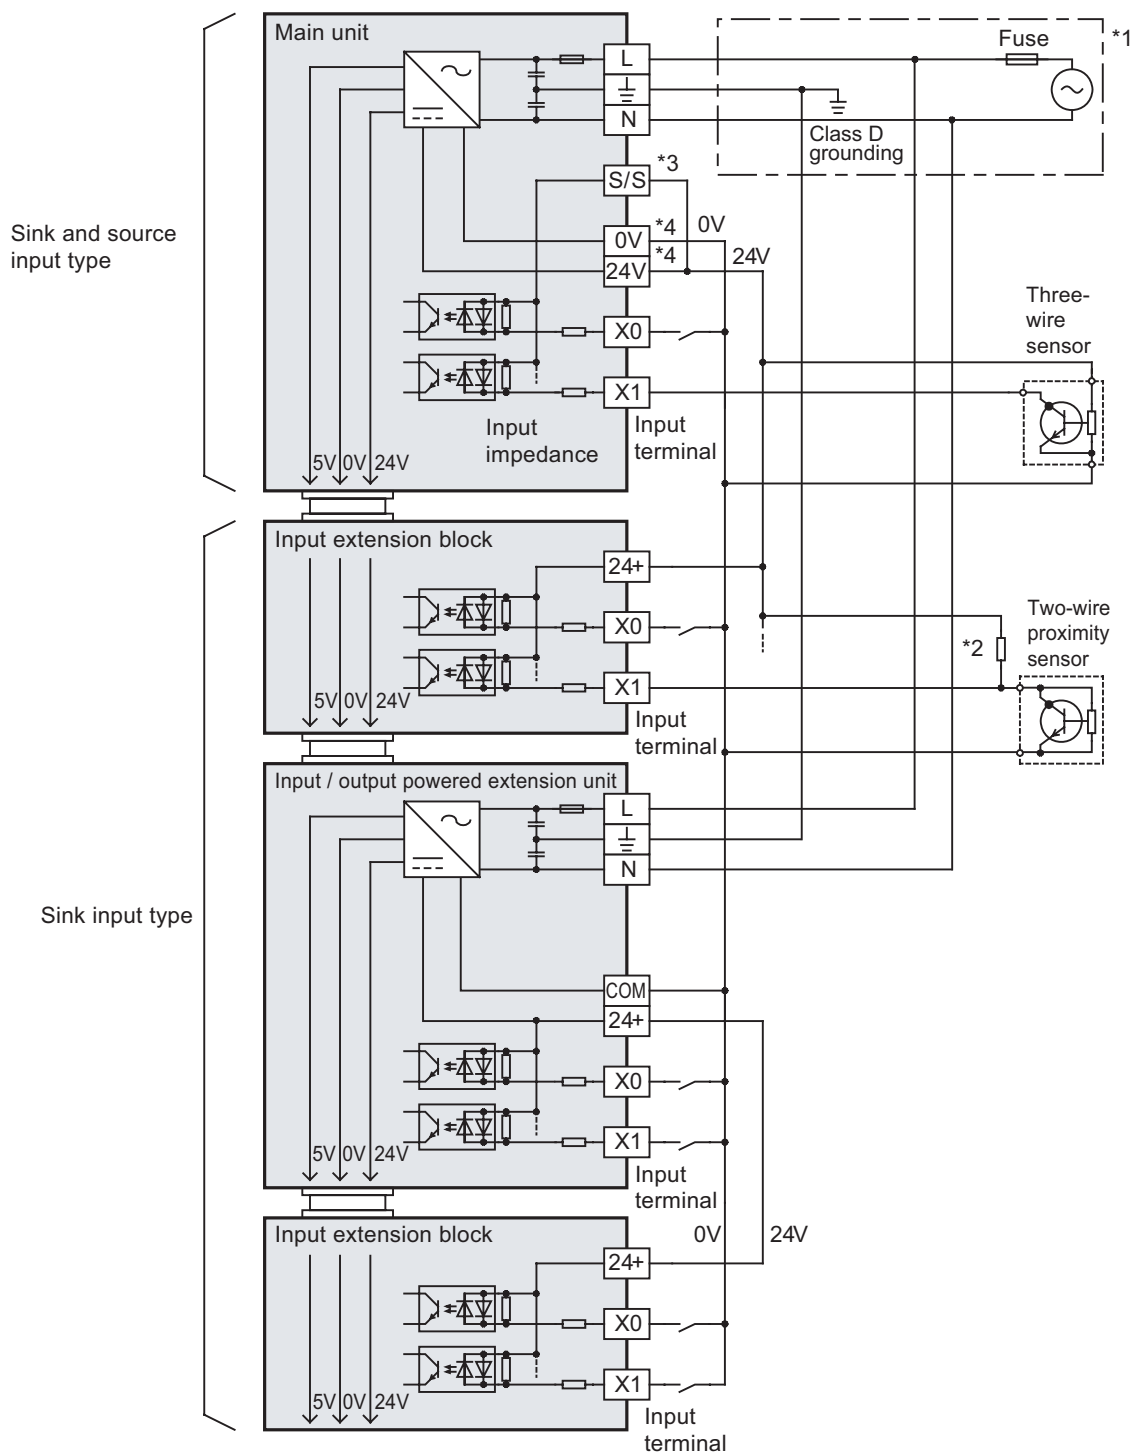 Main unit
L
N
Fuse
*1
Class D
grounding
S/S
*3
0V
*4
0V
24V
*4
24V
Sink and source
input type
X0
X1
Input
impedance
Input
terminal
Three-
wire
sensor
5V
0V
24V
Input extension block
24+
X0
X1
Input
terminal
5V
0V
24V
*2
Two-wire
proximity
sensor
Input / output powered extension unit
L
N
Sink input type
COM
24+
X0
X1
Input
terminal
5V
0V
24V
Input extension block
0V
24V
24+
X0
X1
5V
0V
24V
Input
terminal